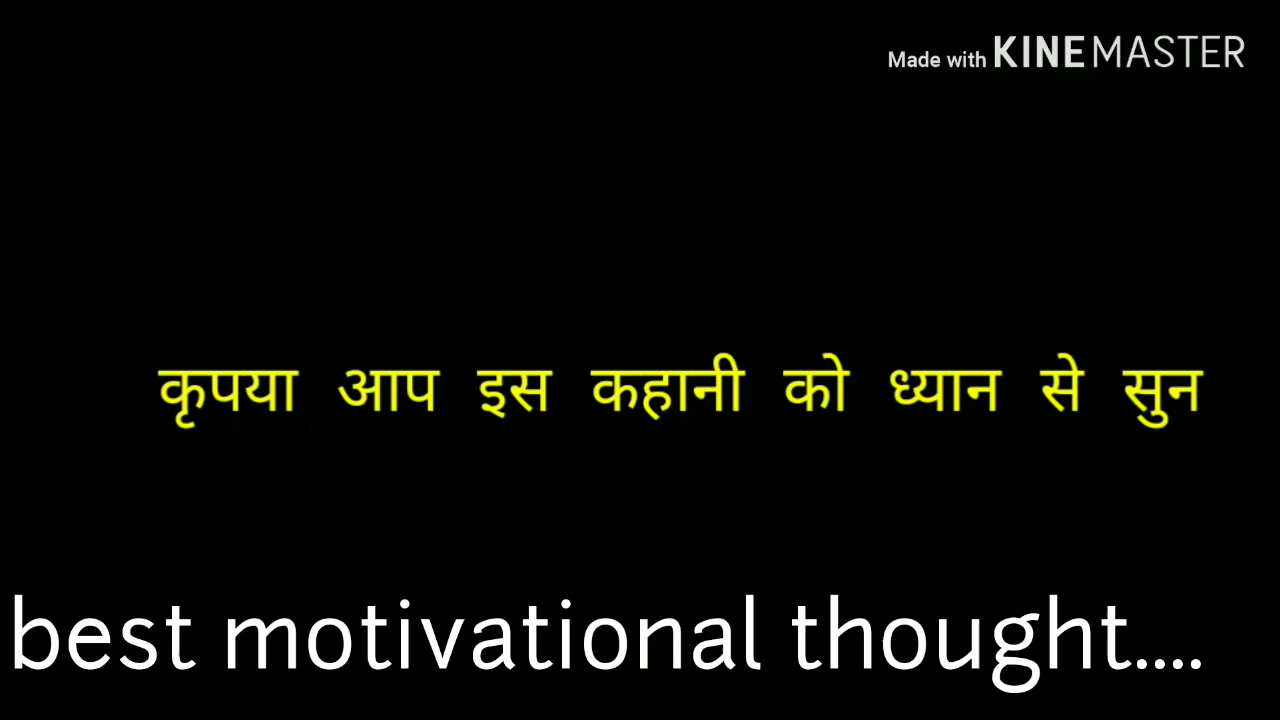 Made with KINEMASTER
कृपया आप इस कहानी को ध्यान से सुन
best motivational thought....